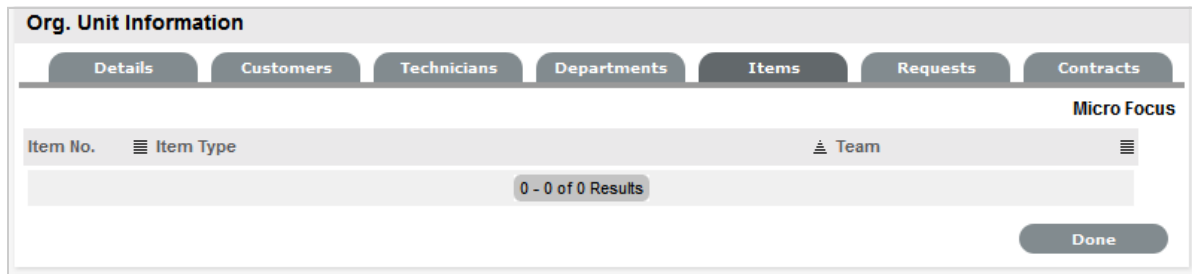 Org. Unit Information
Details Customers Technicians Departments Items Requests Contracts
Micro Focus
Item No. Item Type Team
0 - 0 of 0 Results
Done